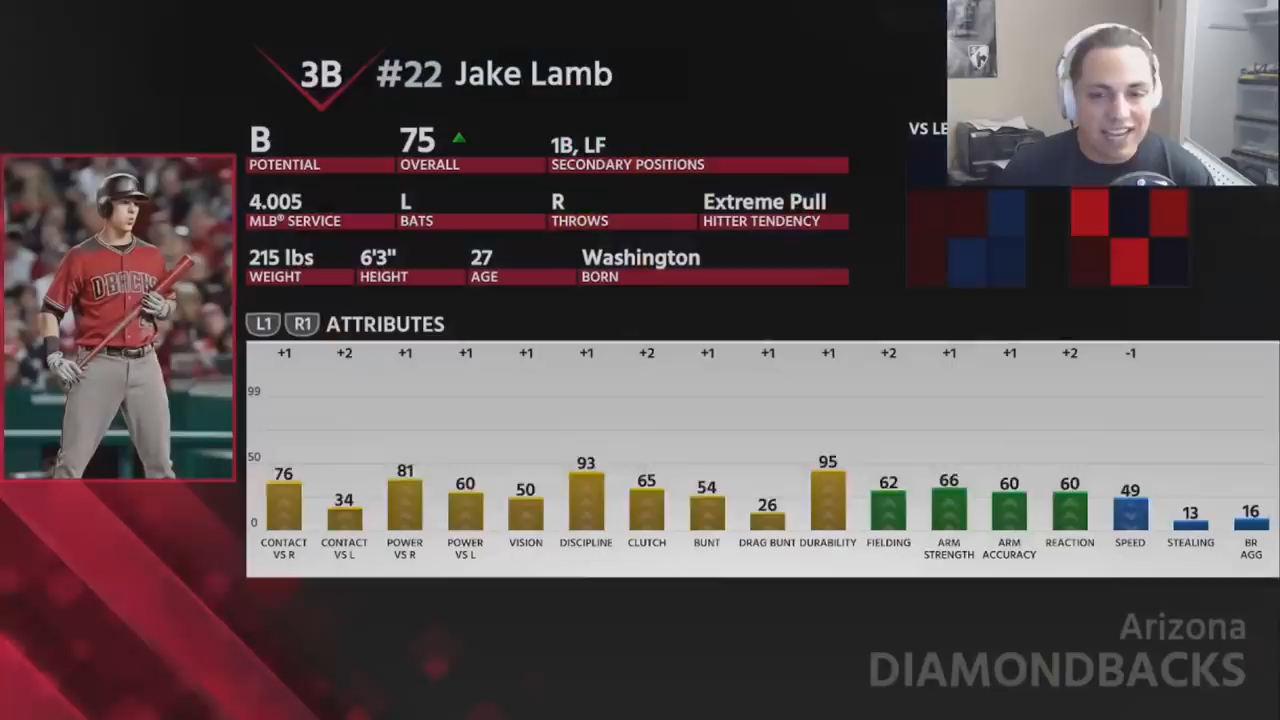 3B #22 Jake Lamb
B 75 1B, LF
POTENTIAL OVERALL SECONDARY POSITIONS
VS LE
4.005 L R Extreme Pull
MLB® SERVICE BATS THROWS HITTER TENDENCY
215 lbs 6'3" 27 Washington
WEIGHT HEIGHT AGE BORN
L1 R1 ATTRIBUTES
+1 +2 +1 +1 +1 +1 +2 +1 +1 +1 +2 +1 +1 +2 -1
99
50
0
76 34 81 60 50 93 65 54 26 95 62 66 60 60 49 13 16
CONTACT VS R
CONTACT VS L
POWER VS R
POWER VS L
VISION
DISCIPLINE
CLUTCH
BUNT
DRAG BUNT
DURABILITY
FIELDING
ARM STRENGTH
ARM ACCURACY
REACTION
SPEED
STEALING
BR AGG
Arizona
DIAMONDBACKS